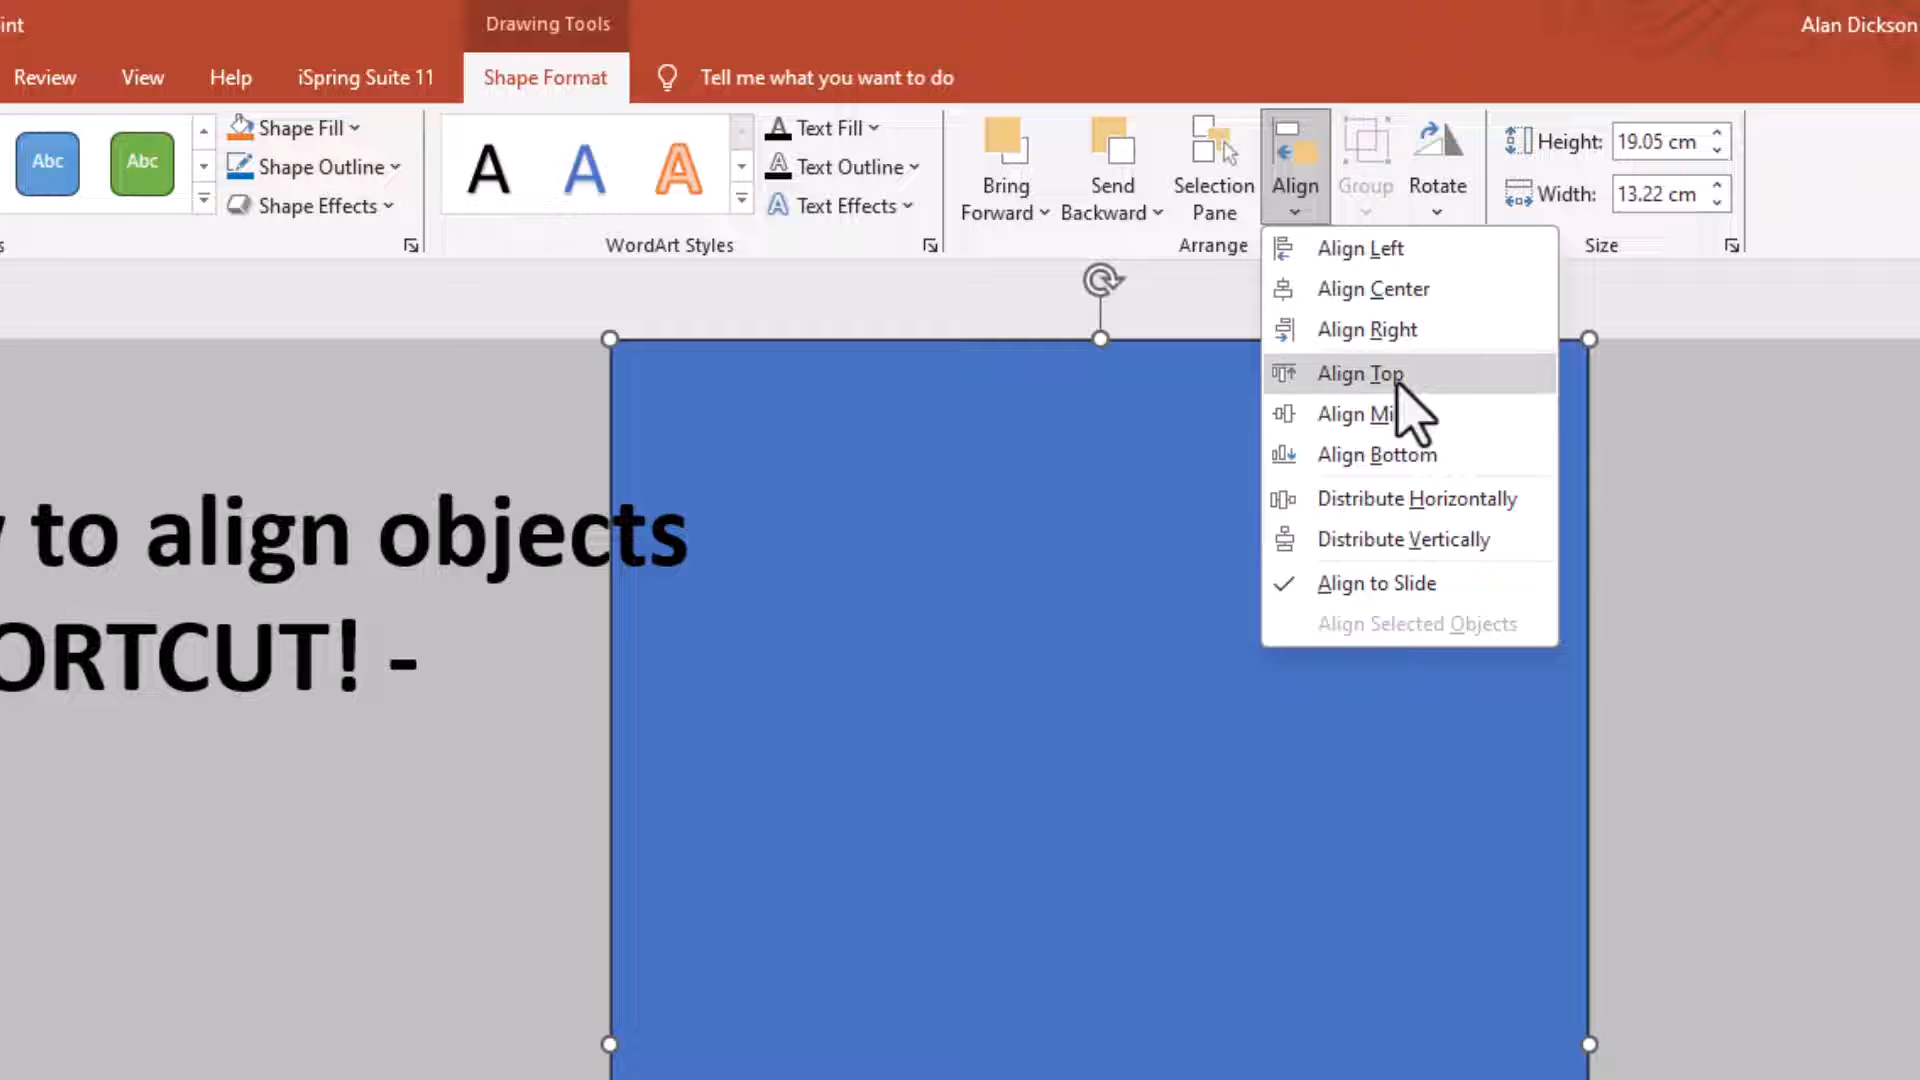 int
Drawing Tools
Alan Dickson
Review
View
Help
iSpring Suite 11
Shape Format
Tell me what you want to do
Abc
Abc
Shape Fill
Shape Outline
Shape Effects
A
A
A
Text Fill
Text Outline
Text Effects
WordArt Styles
Bring Forward
Send Backward
Selection Pane
Align
Group
Rotate
Arrange
Height: 19.05 cm
Width: 13.22 cm
Size
Align Left
Align Center
Align Right
Align Top
Align Mi
Align Bottom
Distribute Horizontally
Distribute Vertically
Align to Slide
Align Selected Objects
to align objects
ORTCUT! -